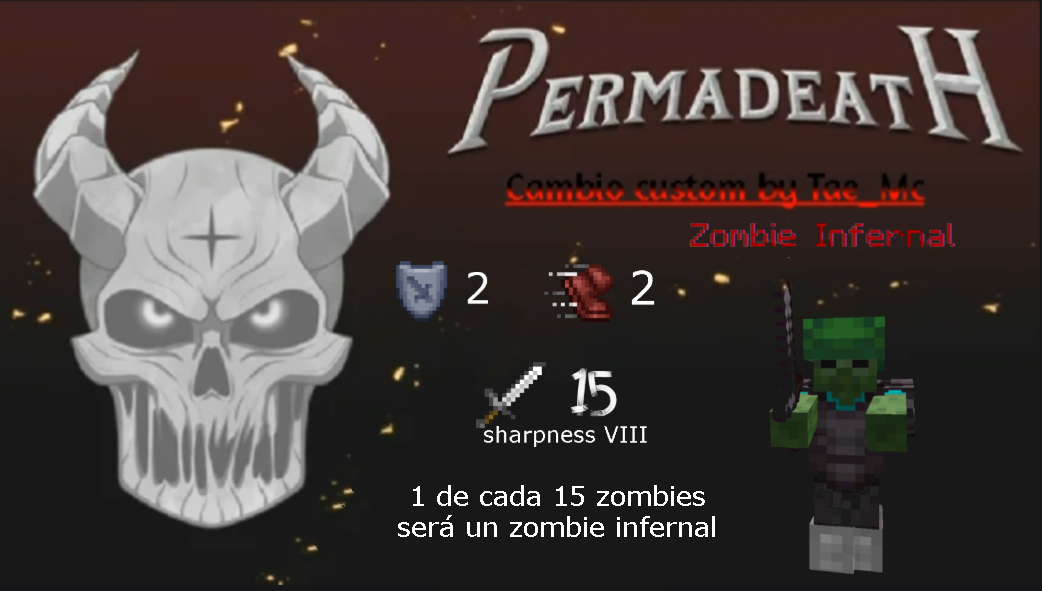 PERMADEATH
Cambio custom by Tae_Mc
Zombie Infernal
2
2
15
sharpness VIII
1 de cada 15 zombies
será un zombie infernal